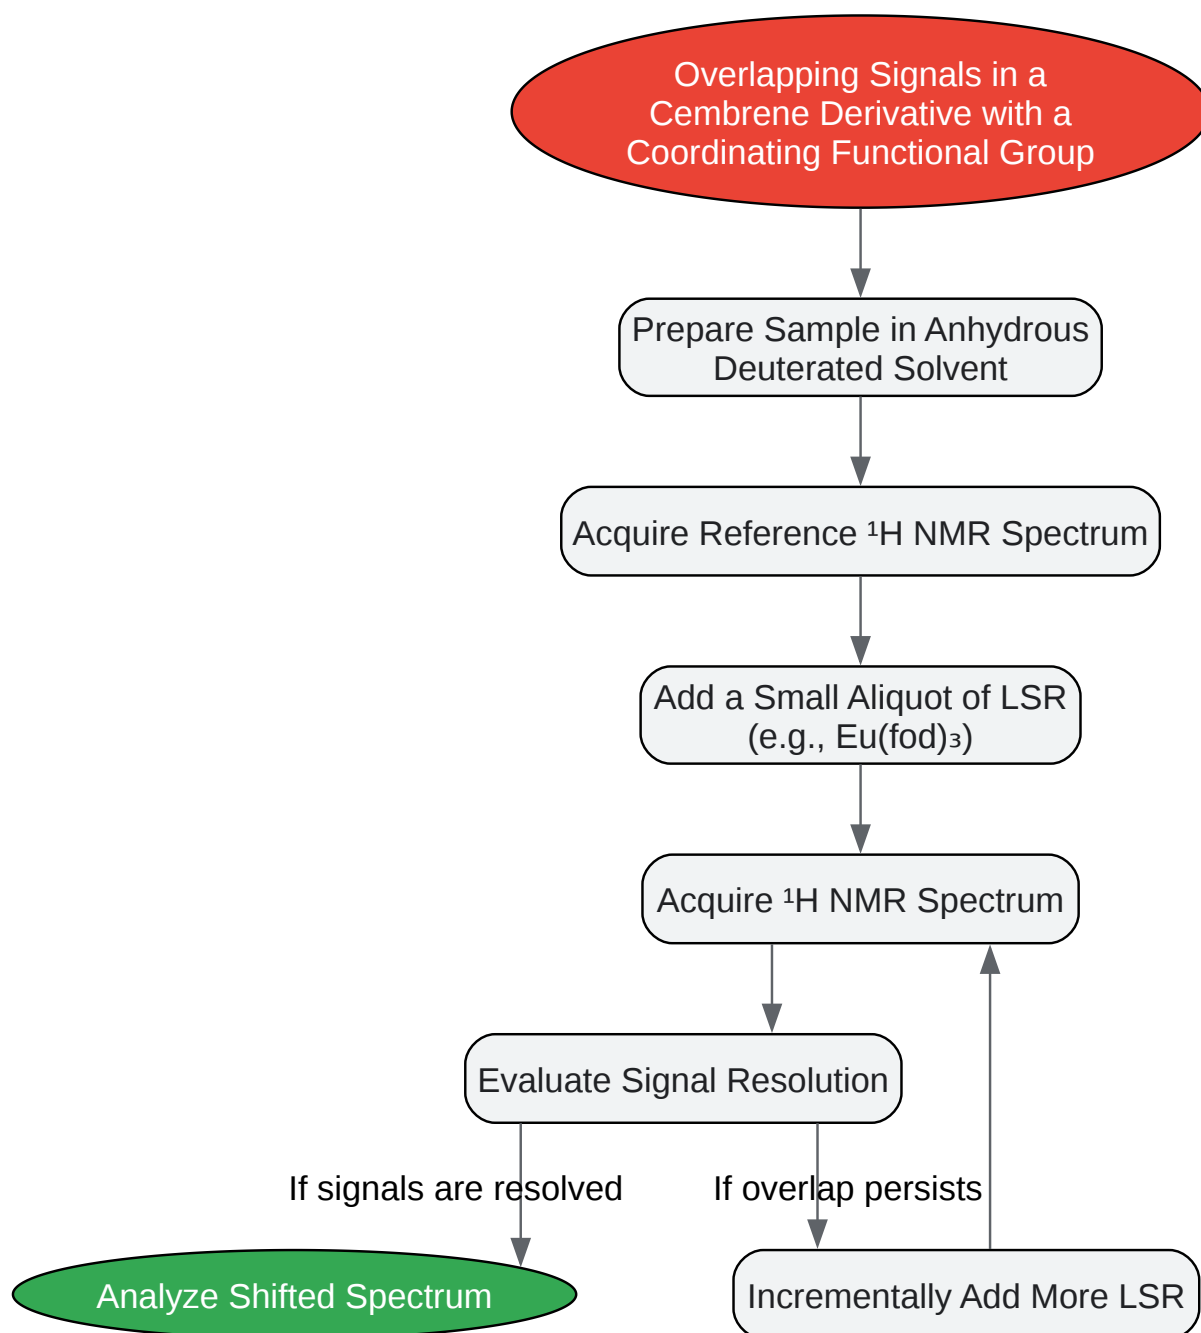 Overlapping Signals in a
Cembrene Derivative with a
Coordinating Functional Group
Prepare Sample in Anhydrous
Deuterated Solvent
Acquire Reference ¹H NMR Spectrum
Add a Small Aliquot of LSR
(e.g., Eu(fod)₃)
Acquire ¹H NMR Spectrum
Evaluate Signal Resolution
If signals are resolved
If overlap persists
Analyze Shifted Spectrum
Incrementally Add More LSR